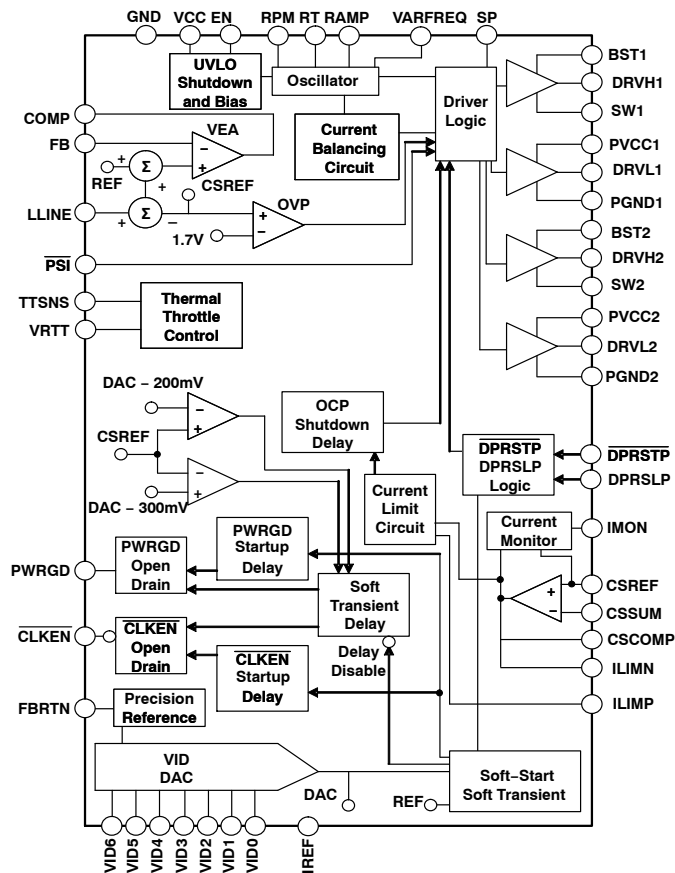 GND VCC EN RPM RT RAMP VARFREQ SP
UVLO
Shutdown
and Bias
Oscillator
Driver
Logic
BST1
DRVH1
SW1
COMP
FB
VEA
−
+
Current
Balancing
Circuit
PVCC1
DRVL1
PGND1
REF
+
Σ
+
CSREF
OVP
LLINE
+
Σ
−
+
−
1.7V
BST2
DRVH2
SW2
PSI
TTSNS
VRTT
Thermal
Throttle
Control
PVCC2
DRVL2
PGND2
DAC − 200mV
−
+
CSREF
−
+
DAC − 300mV
OCP
Shutdown
Delay
DPRSTP
DPRSLP
Logic
DPRSTP
DPRSLP
Current
Limit
Circuit
Current
Monitor
IMON
PWRGD
PWRGD
Open
Drain
PWRGD
Startup
Delay
Soft
Transient
Delay
+
−
CSREF
CSSUM
CSCOMP
ILIMN
ILIMP
CLKEN
CLKEN
Open
Drain
CLKEN
Startup
Delay
Delay
Disable
FBRTN
Precision
Reference
VID
DAC
DAC
REF
Soft−Start
Soft Transient
VID6
VID5
VID4
VID3
VID2
VID1
VID0
IREF